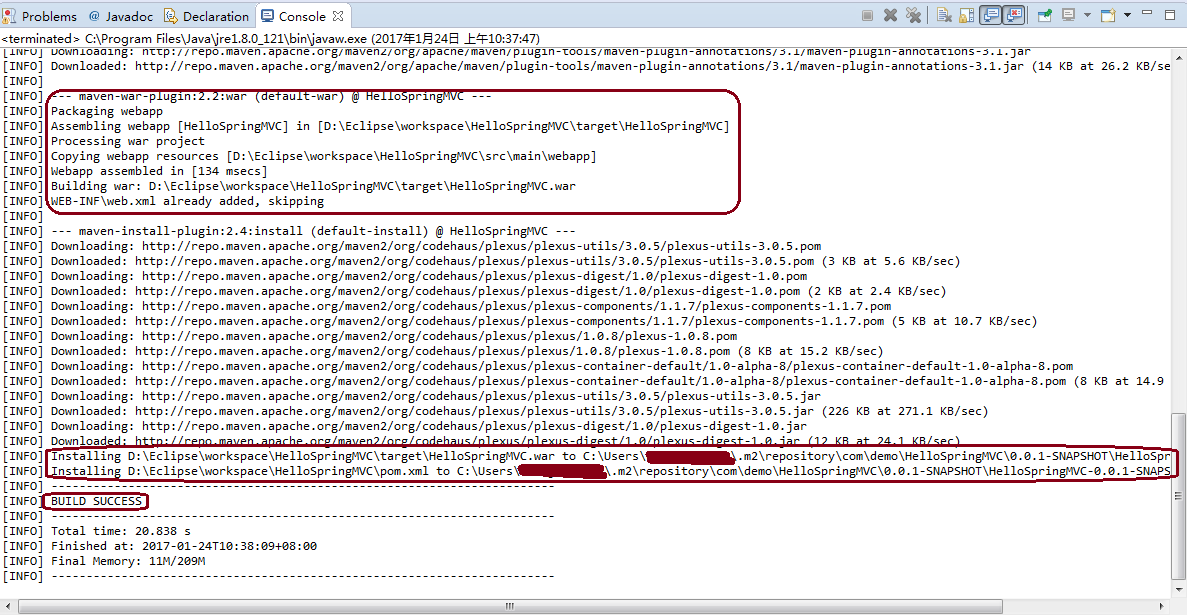 Problems @ Javadoc Declaration Console
<terminated> C:\Program Files\Java\jre1.8.0_121\bin\javaw.exe (2017年1月24日 上午10:37:47)
[INFO] Downloading: http://repo.maven.apache.org/maven2/org/apache/maven/plugin-tools/maven-plugin-annotations/3.1/maven-plugin-annotations-3.1.jar
[INFO] Downloaded: http://repo.maven.apache.org/maven2/org/apache/maven/plugin-tools/maven-plugin-annotations/3.1/maven-plugin-annotations-3.1.jar (14 KB at 26.2 KB/se
[INFO]
[INFO] --- maven-war-plugin:2.2:war (default-war) @ HelloSpringMVC ---
[INFO] Packaging webapp
[INFO] Assembling webapp [HelloSpringMVC] in [D:\Eclipse\workspace\HelloSpringMVC\target\HelloSpringMVC]
[INFO] Processing war project
[INFO] Copying webapp resources [D:\Eclipse\workspace\HelloSpringMVC\src\main\webapp]
[INFO] Webapp assembled in [134 msecs]
[INFO] Building war: D:\Eclipse\workspace\HelloSpringMVC\target\HelloSpringMVC.war
[INFO] WEB-INF\web.xml already added, skipping
[INFO]
[INFO] --- maven-install-plugin:2.4:install (default-install) @ HelloSpringMVC ---
[INFO] Downloading: http://repo.maven.apache.org/maven2/org/codehaus/plexus/plexus-utils/3.0.5/plexus-utils-3.0.5.pom
[INFO] Downloaded: http://repo.maven.apache.org/maven2/org/codehaus/plexus/plexus-utils/3.0.5/plexus-utils-3.0.5.pom (3 KB at 5.6 KB/sec)
[INFO] Downloading: http://repo.maven.apache.org/maven2/org/codehaus/plexus/plexus-digest/1.0/plexus-digest-1.0.pom
[INFO] Downloaded: http://repo.maven.apache.org/maven2/org/codehaus/plexus/plexus-digest/1.0/plexus-digest-1.0.pom (2 KB at 2.4 KB/sec)
[INFO] Downloading: http://repo.maven.apache.org/maven2/org/codehaus/plexus/plexus-components/1.1.7/plexus-components-1.1.7.pom
[INFO] Downloaded: http://repo.maven.apache.org/maven2/org/codehaus/plexus/plexus-components/1.1.7/plexus-components-1.1.7.pom (5 KB at 10.7 KB/sec)
[INFO] Downloading: http://repo.maven.apache.org/maven2/org/codehaus/plexus/plexus/1.0.8/plexus-1.0.8.pom
[INFO] Downloaded: http://repo.maven.apache.org/maven2/org/codehaus/plexus/plexus/1.0.8/plexus-1.0.8.pom (8 KB at 15.2 KB/sec)
[INFO] Downloading: http://repo.maven.apache.org/maven2/org/codehaus/plexus/plexus-container-default/1.0-alpha-8/plexus-container-default-1.0-alpha-8.pom
[INFO] Downloaded: http://repo.maven.apache.org/maven2/org/codehaus/plexus/plexus-container-default/1.0-alpha-8/plexus-container-default-1.0-alpha-8.pom (8 KB at 14.9
[INFO] Downloading: http://repo.maven.apache.org/maven2/org/codehaus/plexus/plexus-utils/3.0.5/plexus-utils-3.0.5.jar
[INFO] Downloaded: http://repo.maven.apache.org/maven2/org/codehaus/plexus/plexus-utils/3.0.5/plexus-utils-3.0.5.jar (226 KB at 271.1 KB/sec)
[INFO] Downloading: http://repo.maven.apache.org/maven2/org/codehaus/plexus/plexus-digest/1.0/plexus-digest-1.0.jar
[INFO] Downloaded: http://repo.maven.apache.org/maven2/org/codehaus/plexus/plexus-digest/1.0/plexus-digest-1.0.jar (12 KB at 24.1 KB/sec)
[INFO] Installing D:\Eclipse\workspace\HelloSpringMVC\target\HelloSpringMVC.war to C:\Users\ \.m2\repository\com\demo\HelloSpringMVC\0.0.1-SNAPSHOT\HelloSpr
[INFO] Installing D:\Eclipse\workspace\HelloSpringMVC\pom.xml to C:\Users\ \.m2\repository\com\demo\HelloSpringMVC\0.0.1-SNAPSHOT\HelloSpringMVC-0.0.1-SNAPS
[INFO] ------------------------------------------------------------------------
[INFO] BUILD SUCCESS
[INFO] ------------------------------------------------------------------------
[INFO] Total time: 20.838 s
[INFO] Finished at: 2017-01-24T10:38:09+08:00
[INFO] Final Memory: 11M/209M
[INFO] ------------------------------------------------------------------------